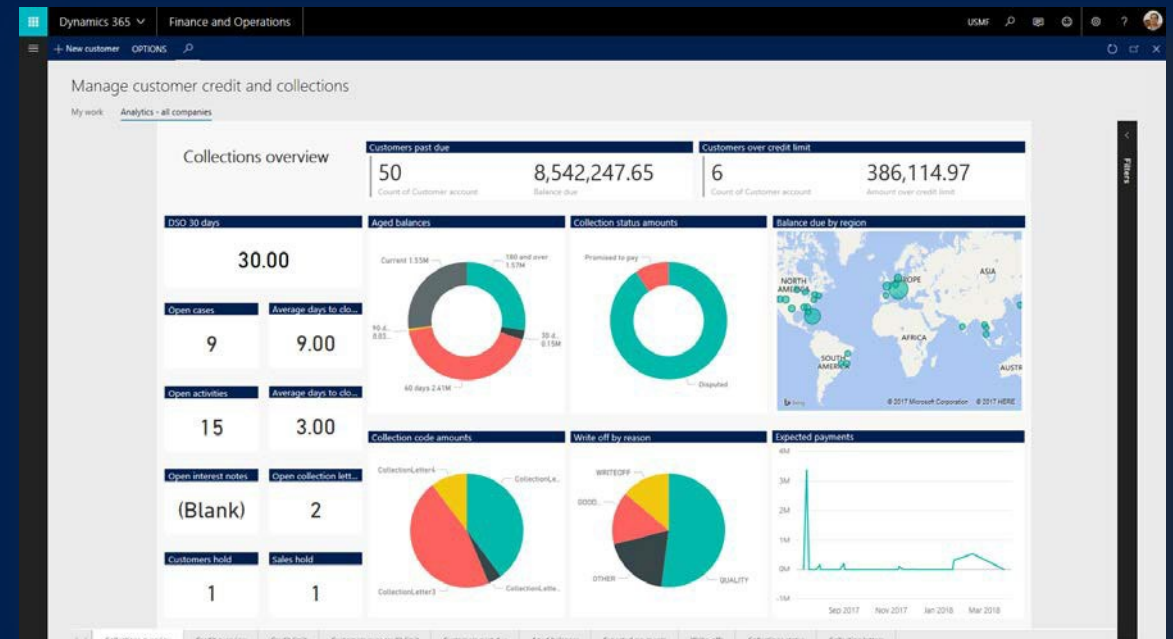 Dynamics 365
Finance and Operations
USMF
?
+ New customer OPTIONS
Manage customer credit and collections
My work Analytics - all companies
Filters
Collections overview
Customers past due
50 8,542,247.65
Count of Customer account Balance due
Customers over credit limit
6 386,114.97
Count of Customer account Amount over credit limit
DSO 30 days
30.00
Open cases
9
Average days to clo...
9.00
Open activities
15
Average days to clo...
3.00
Open interest notes
(Blank)
Open collection lett...
2
Customers hold
1
Sales hold
1
Aged balances
Current 1.55M
180 and over
1.57M
30 d...
0.15M
60 days 2.41M
90 d...
Collection status amounts
Promised to pay
Disputed
Balance due by region
NORTH
AMERICA
EUROPE
ASIA
AFRICA
SOUTH
AMERICA
AUSTR
© 2017 Microsoft Corporation © 2017 HERE
Collection code amounts
CollectionLetter4
CollectionLe...
CollectionLetter3
CollectionLette...
Write off by reason
WRITEOFF
GOOD...
OTHER
QUALITY
Expected payments
4M
3M
2M
1M
0M
-1M
Sep 2017 Nov 2017 Jan 2018 Mar 2018